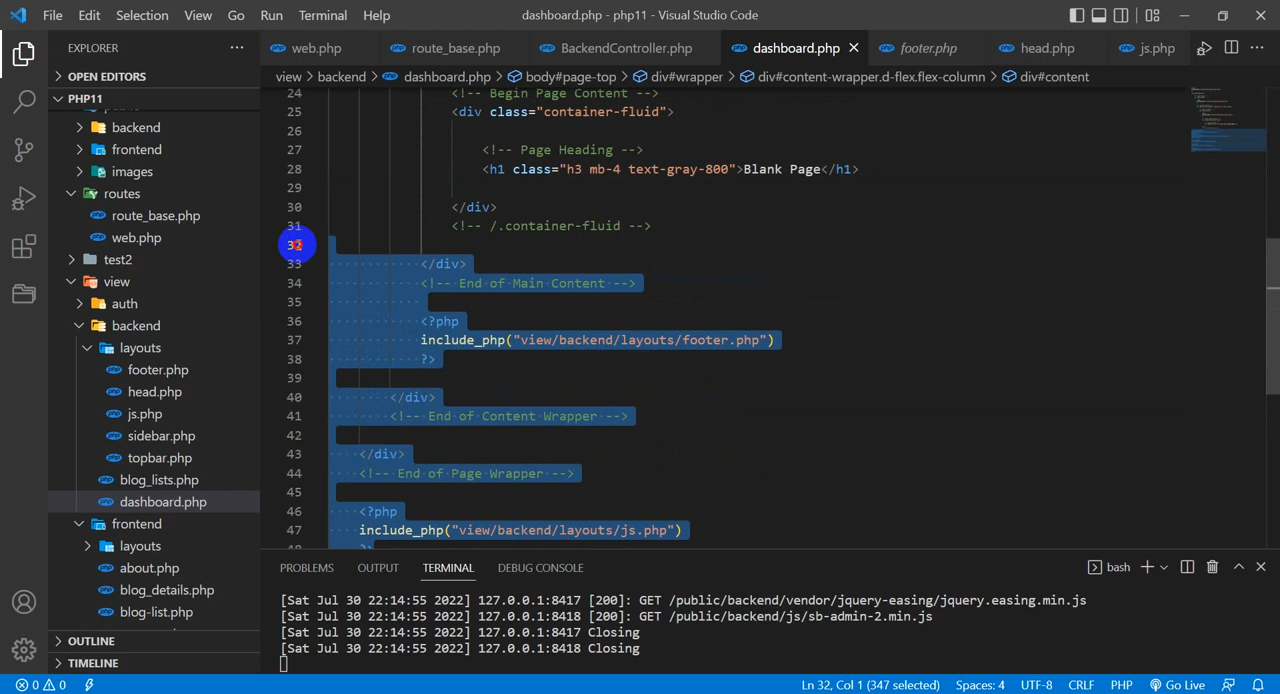 File Edit Selection View Go Run Terminal Help
dashboard.php - php11 - Visual Studio Code
EXPLORER
OPEN EDITORS
PHP11
backend
frontend
images
routes
route_base.php
web.php
test2
view
auth
backend
layouts
footer.php
head.php
js.php
sidebar.php
topbar.php
blog_lists.php
dashboard.php
frontend
layouts
about.php
blog_details.php
blog-list.php
OUTLINE
TIMELINE
web.php route_base.php BackendController.php dashboard.php footer.php head.php js.php
view > backend > dashboard.php > body#page-top > div#wrapper > div#content-wrapper.d-flex.flex-column > div#content
24 <!-- Begin Page Content -->
25 <div class="container-fluid">
26
27 <!-- Page Heading -->
28 <h1 class="h3 mb-4 text-gray-800">Blank Page</h1>
29
30 </div>
31 <!-- /.container-fluid -->
32
33 </div>
34 <!-- End of Main Content -->
35
36 <?php
37 include_php("view/backend/layouts/footer.php")
38 ?>
39
40 </div>
41 <!-- End of Content Wrapper -->
42
43 </div>
44 <!-- End of Page Wrapper -->
45
46 <?php
47 include_php("view/backend/layouts/js.php")
PROBLEMS OUTPUT TERMINAL DEBUG CONSOLE
bash
[Sat Jul 30 22:14:55 2022] 127.0.0.1:8417 [200]: GET /public/backend/vendor/jquery-easing/jquery.easing.min.js
[Sat Jul 30 22:14:55 2022] 127.0.0.1:8418 [200]: GET /public/backend/js/sb-admin-2.min.js
[Sat Jul 30 22:14:55 2022] 127.0.0.1:8417 Closing
[Sat Jul 30 22:14:55 2022] 127.0.0.1:8418 Closing
0 0
Ln 32, Col 1 (347 selected) Spaces: 4 UTF-8 CRLF PHP Go Live